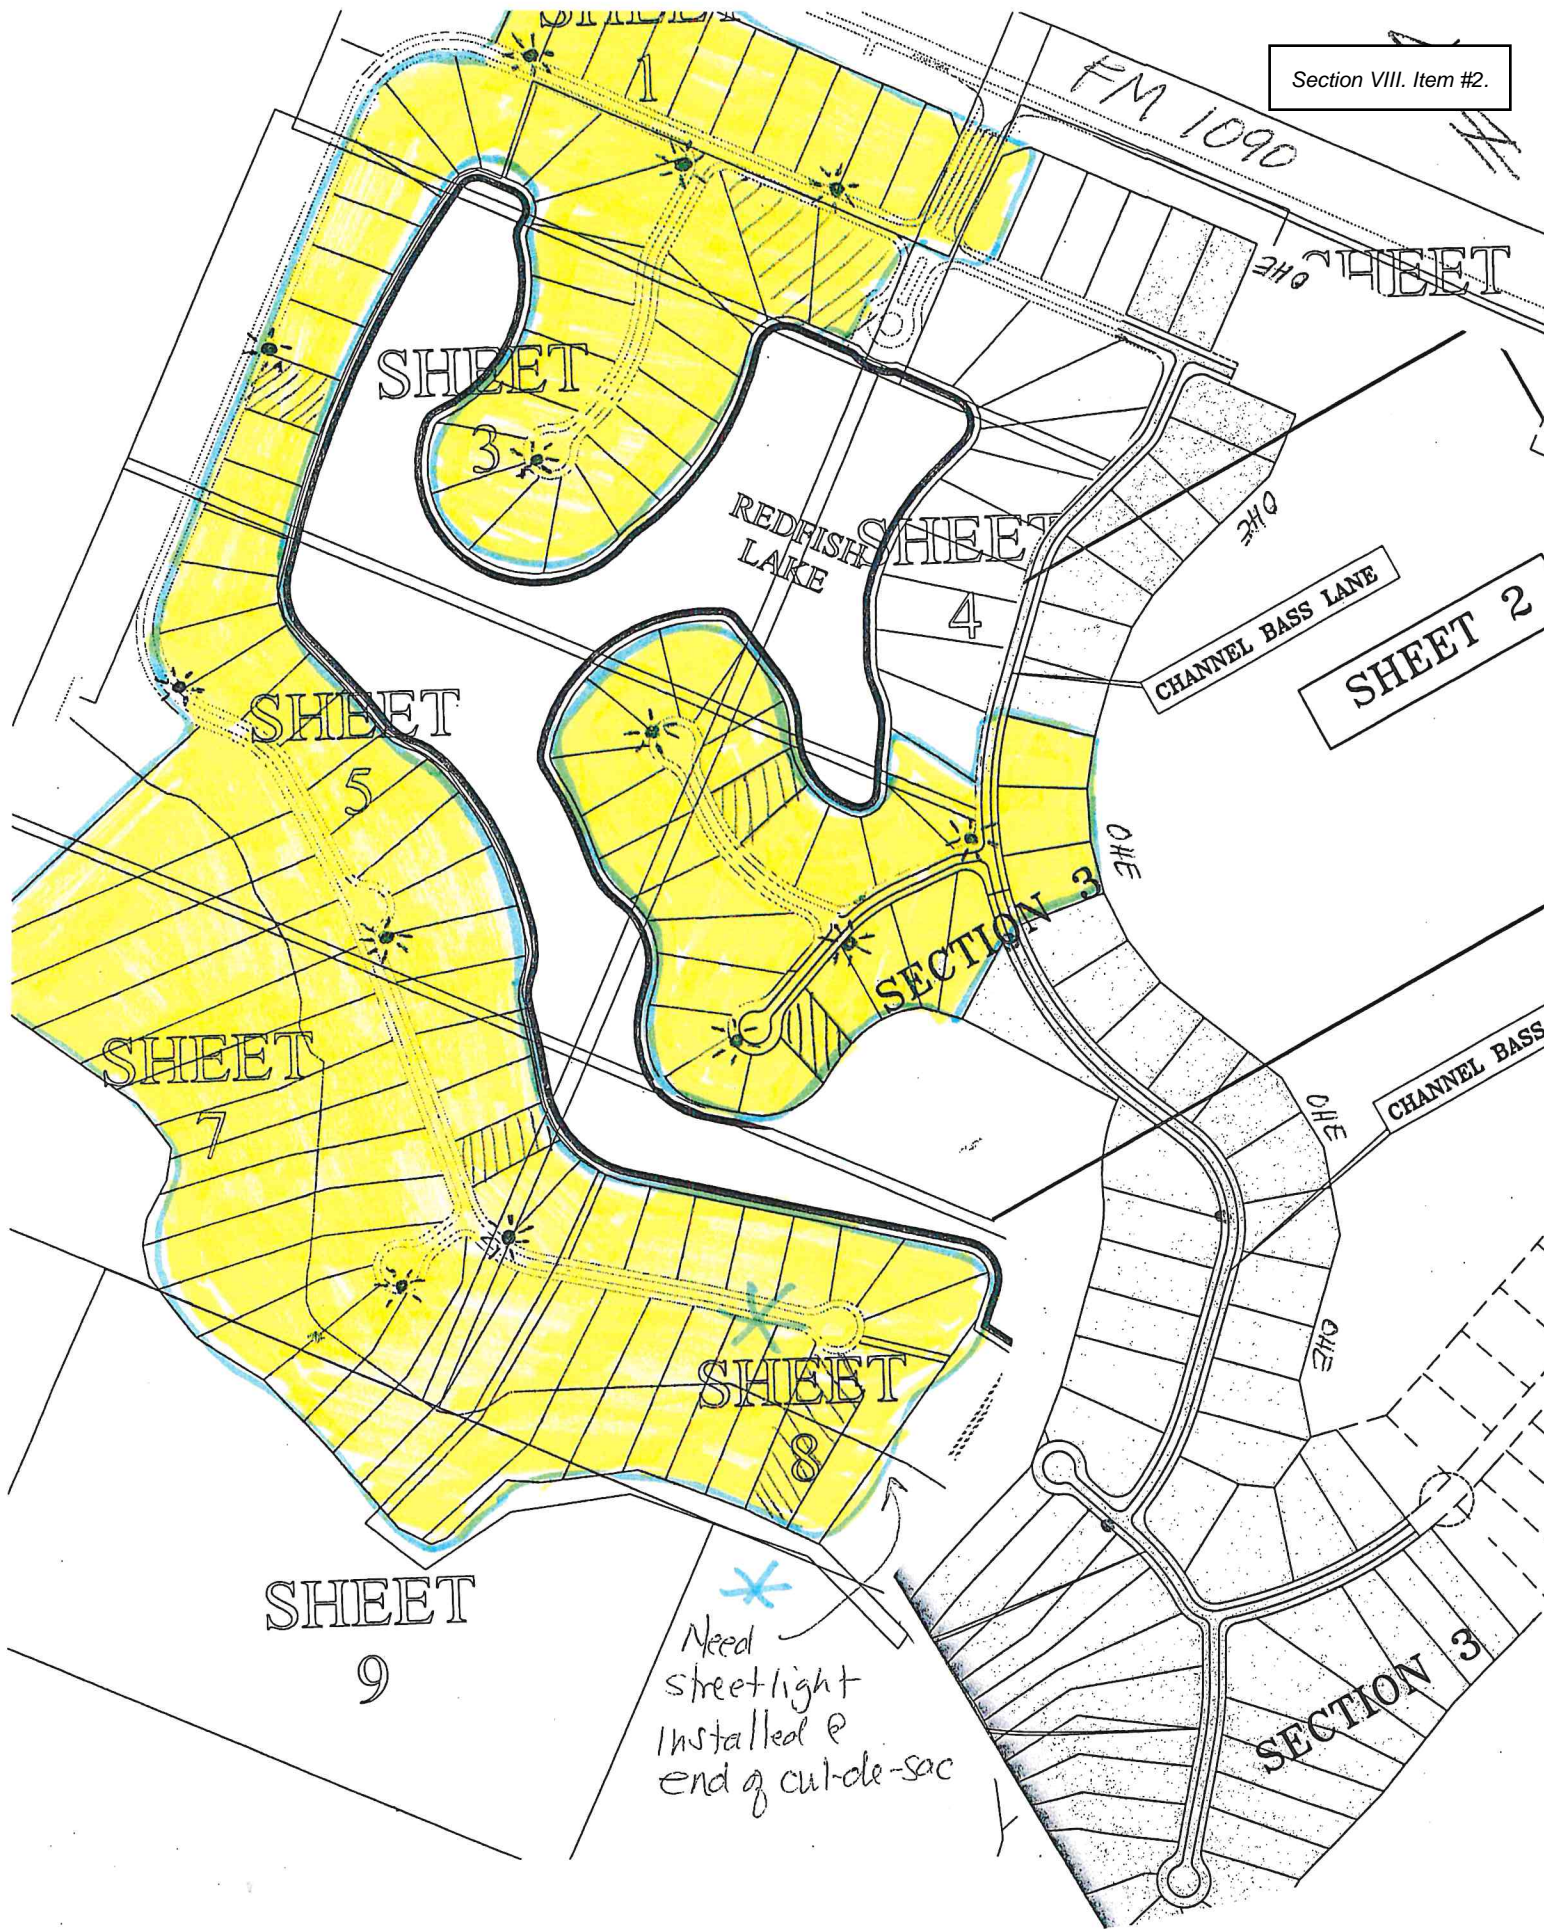 SHEET
1
Section VIII. Item #2.
FM 1090
OHE
SHEET
SHEET
3
OHE
REDFISH
LAKE
SHEET
4
CHANNEL BASS LANE
SHEET 2
SHEET
5
OHE
SECTION 3
SHEET
7
CHANNEL BASS
OHE
OHE
SHEET
8
SHEET
9
Need
streetlight
Installed @
end of cul-de-sac
SECTION 3